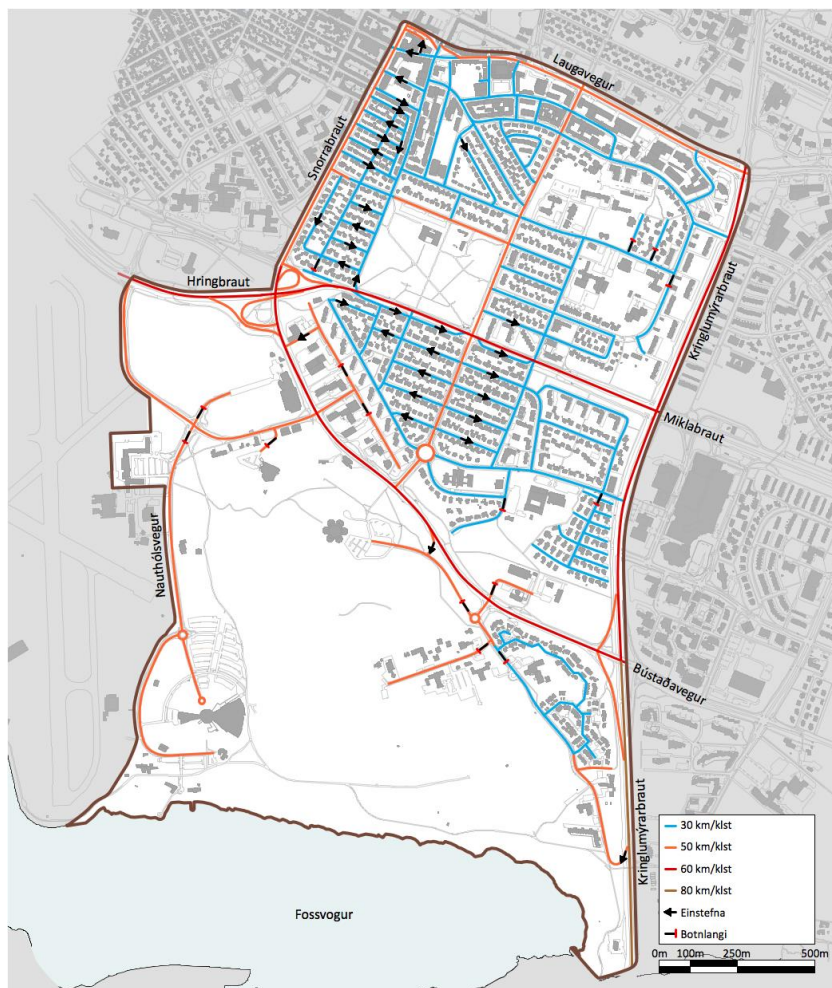 Laugavegur
Snorrabraut
Hringbraut
Kringlumýrarbraut
Miklabraut
Nauthólsvegur
Bústaðavegur
Kringlumýrarbraut
Fossvogur
30 km/klst
50 km/klst
60 km/klst
80 km/klst
Einstefna
Botnlangi
0m 100m 250m 500m